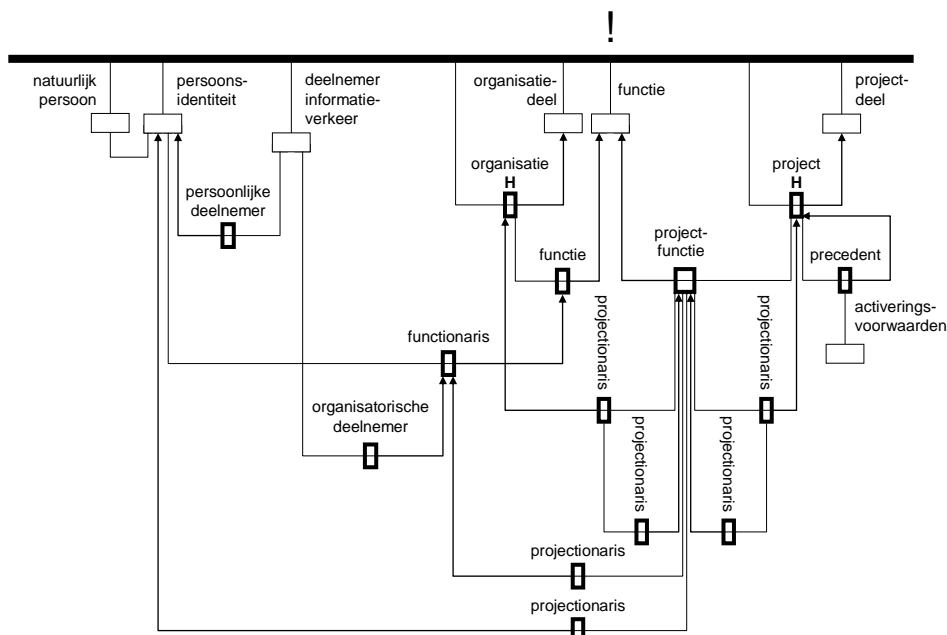 !
natuurlijk
persoon
persoons-
identiteit
deelnemer
informatie-
verkeer
organisatie-
deel
functie
project-
deel
organisatie
H
project
H
persoonlijke
deelnemer
functie
project-
functie
precedent
activerings-
voorwaarden
functionaris
projectionaris
projectionaris
organisatorische
deelnemer
projectionaris
projectionaris
projectionaris
projectionaris